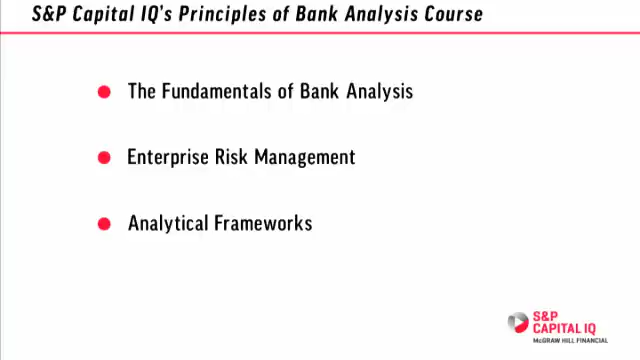 S&P Capital IQ's Principles of Bank Analysis Course
The Fundamentals of Bank Analysis
Enterprise Risk Management
Analytical Frameworks
S&P
CAPITAL IQ
McGRAW HILL FINANCIAL